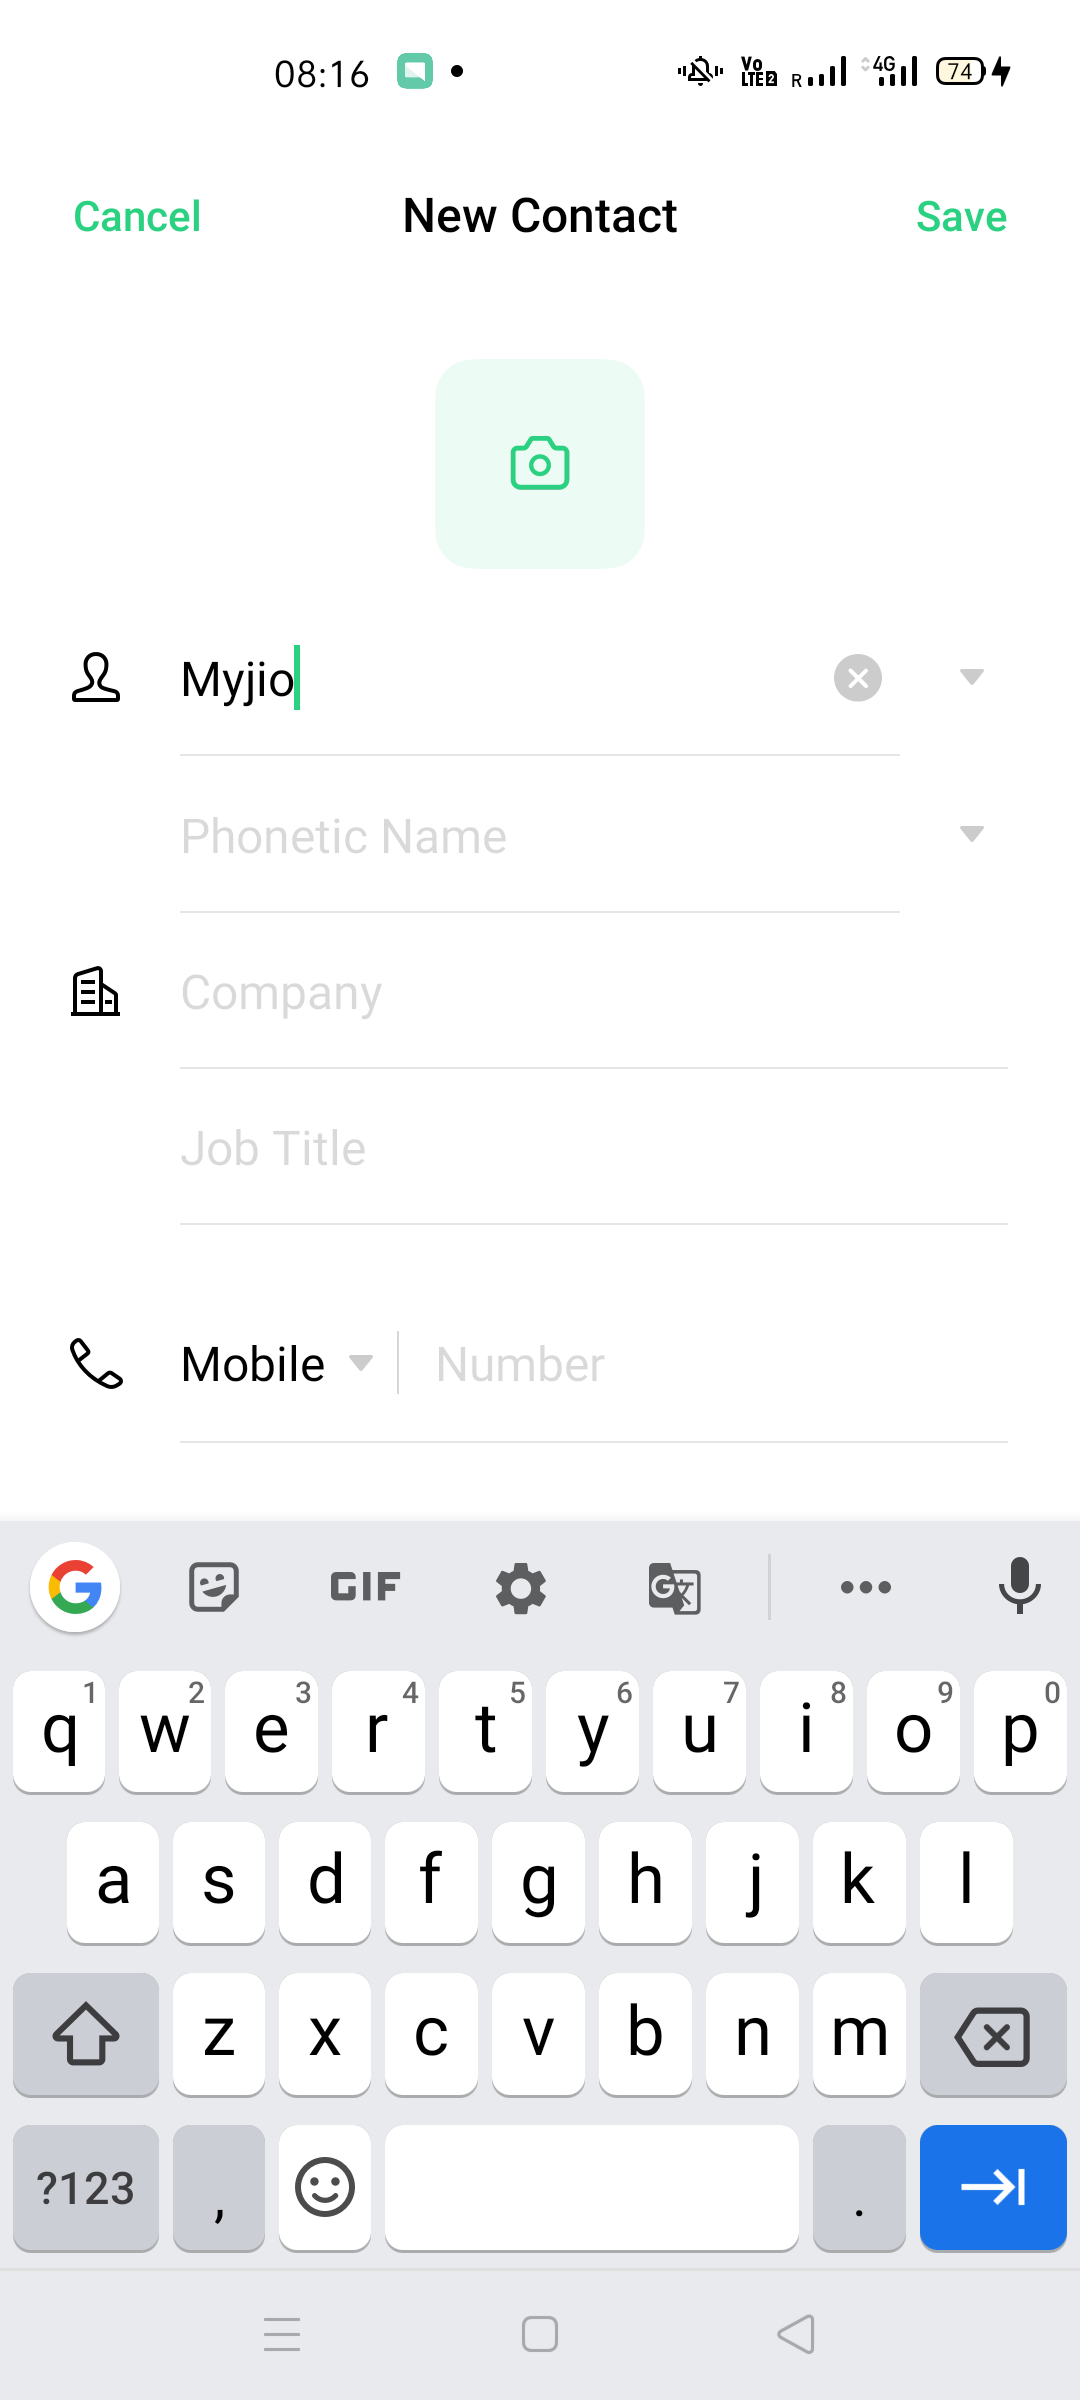 08:16 Vo LTE2 R 4G 74
Cancel New Contact Save
Myjio
Phonetic Name
Company
Job Title
Mobile Number
G GIF G 文
q1 w2 e3 r4 t5 y6 u7 i8 o9 p0
a s d f g h j k l
z x c v b n m
?123 , .